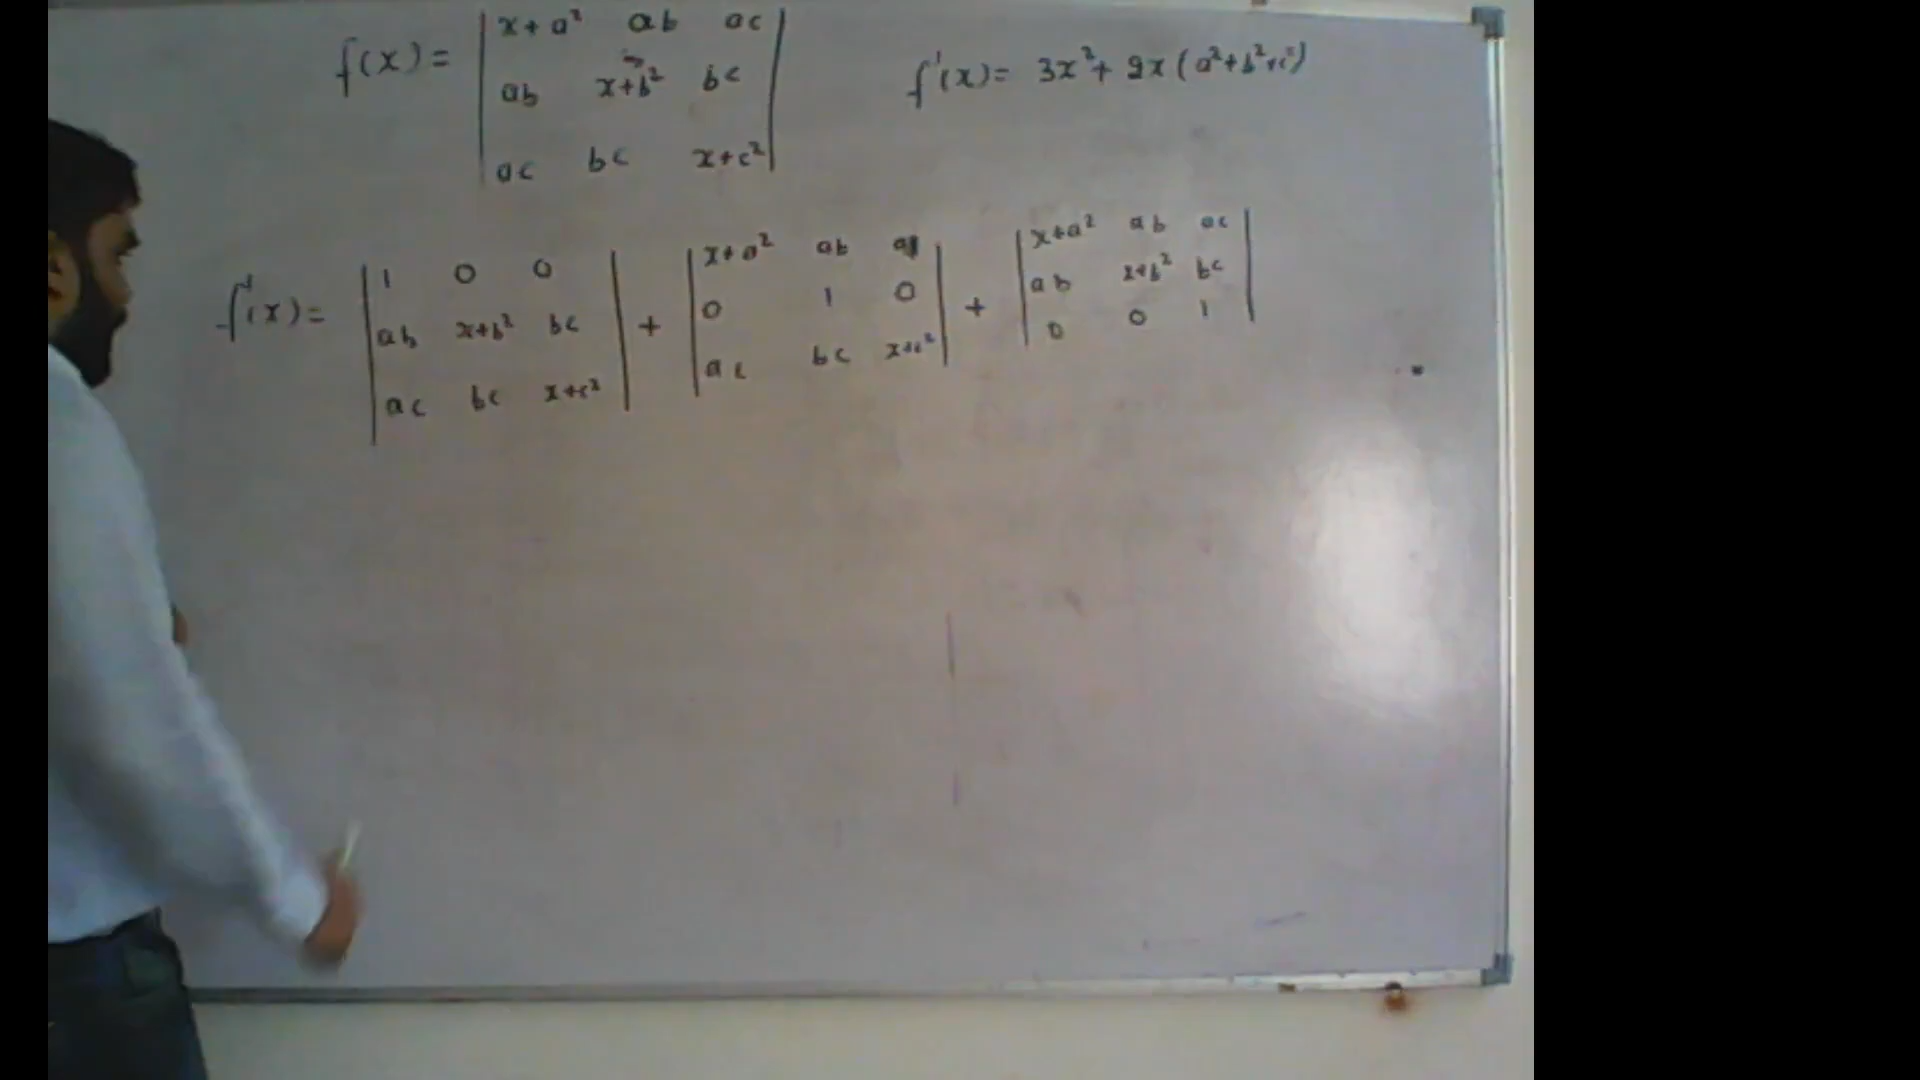 f(x) = | x+a² ab ac |
| ab x+b² bc |
| ac bc x+c² |
f'(x) = 3x² + 2x (a²+b²+c²)
f'(x) = | 1 0 0 | + | x+a² ab a | + | x+a² ab ac |
| ab x+b² bc | | 0 1 0 | | ab x+b² bc |
| ac bc x+c² | | ac bc x+c² | | 0 0 1 |